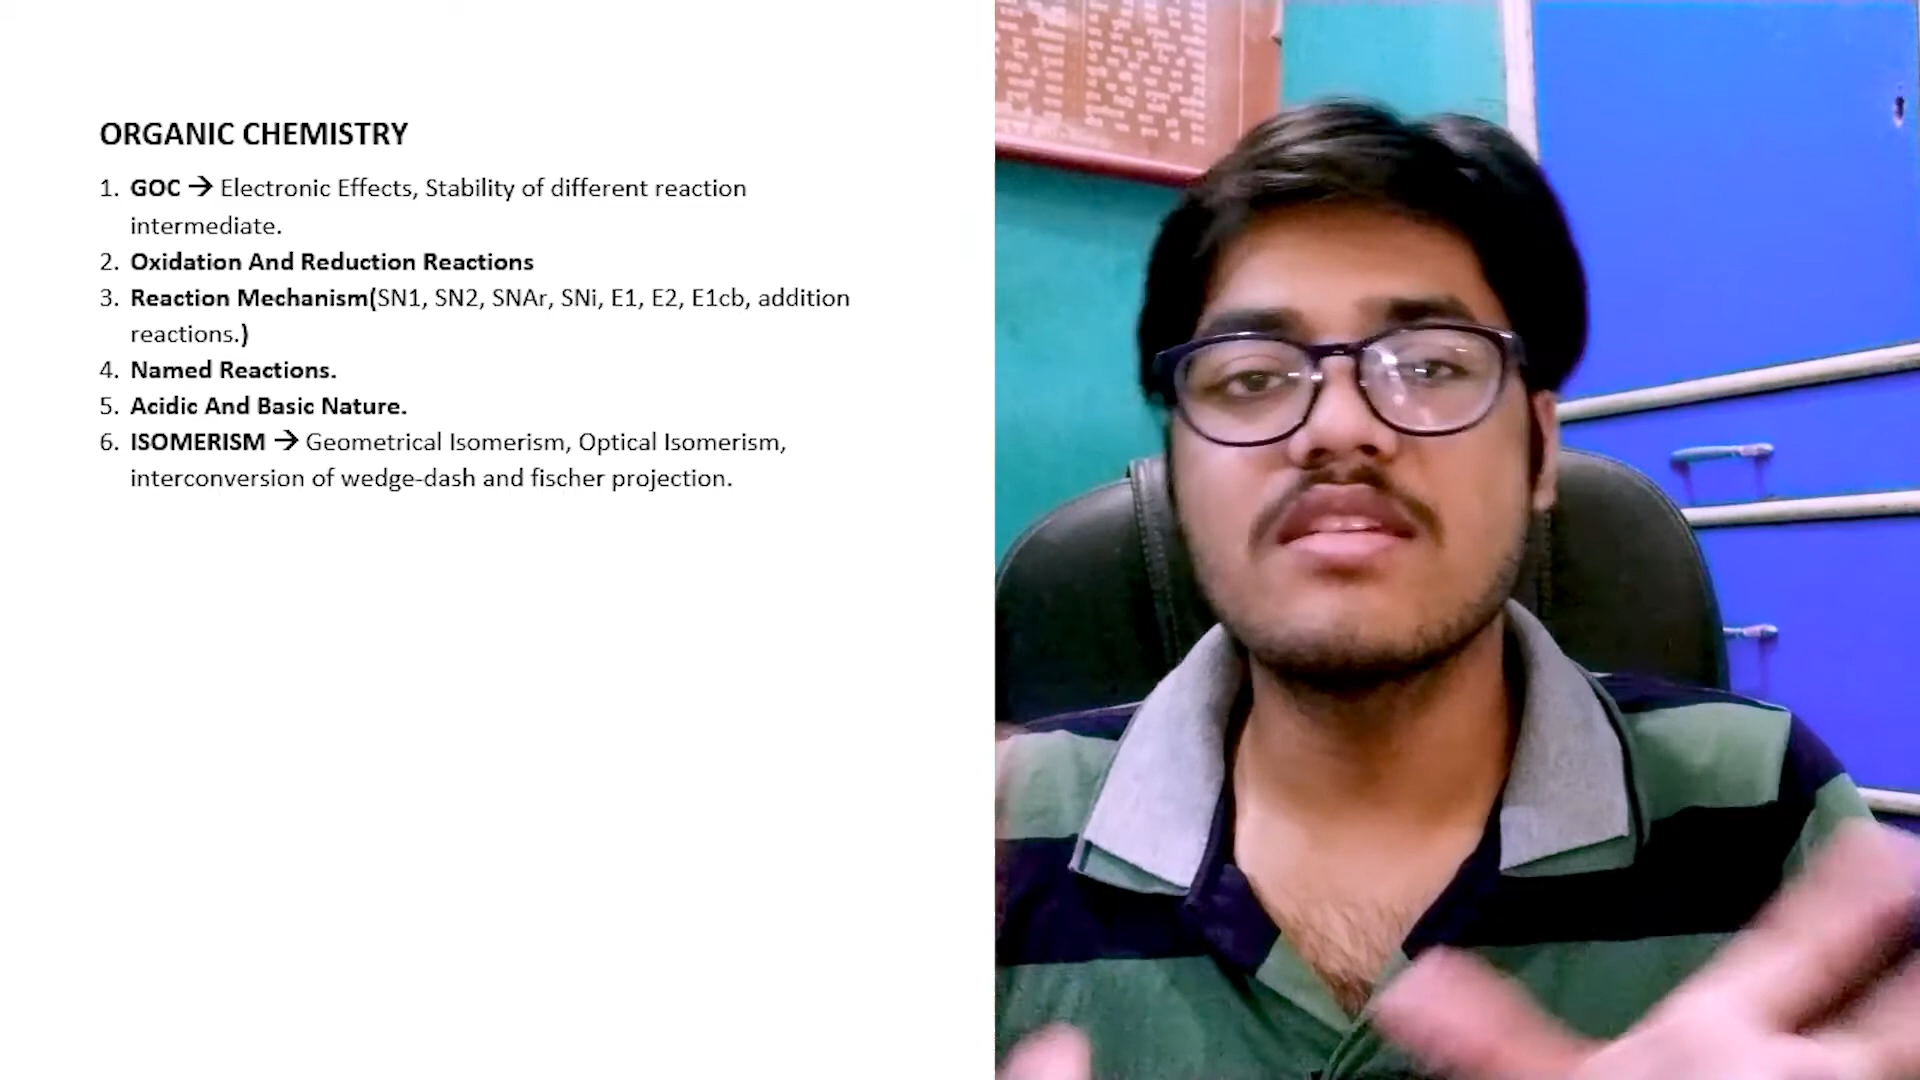 ORGANIC CHEMISTRY
1. GOC → Electronic Effects, Stability of different reaction
intermediate.
2. Oxidation And Reduction Reactions
3. Reaction Mechanism(SN1, SN2, SNAr, SNi, E1, E2, E1cb, addition
reactions.)
4. Named Reactions.
5. Acidic And Basic Nature.
6. ISOMERISM → Geometrical Isomerism, Optical Isomerism,
interconversion of wedge-dash and fischer projection.